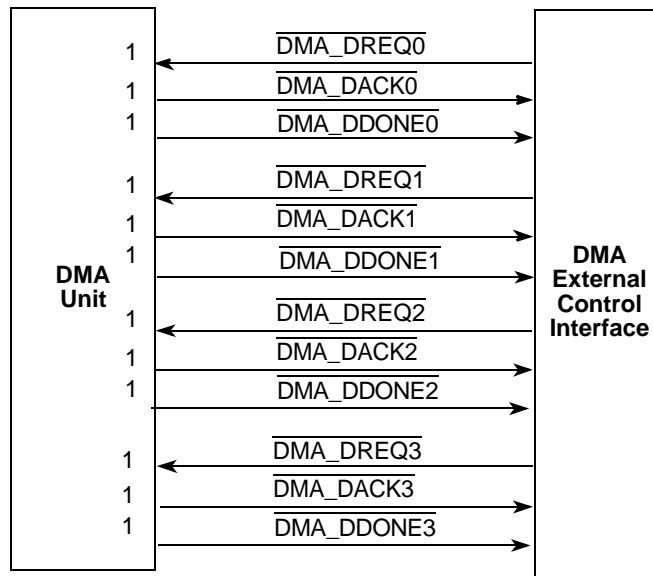 1 DMA_DREQ0
1 DMA_DACK0
1 DMA_DDONE0
1 DMA_DREQ1
1 DMA_DACK1
1 DMA_DDONE1
DMA
Unit
DMA
External
Control
Interface
1 DMA_DREQ2
1 DMA_DACK2
1 DMA_DDONE2
1 DMA_DREQ3
1 DMA_DACK3
1 DMA_DDONE3